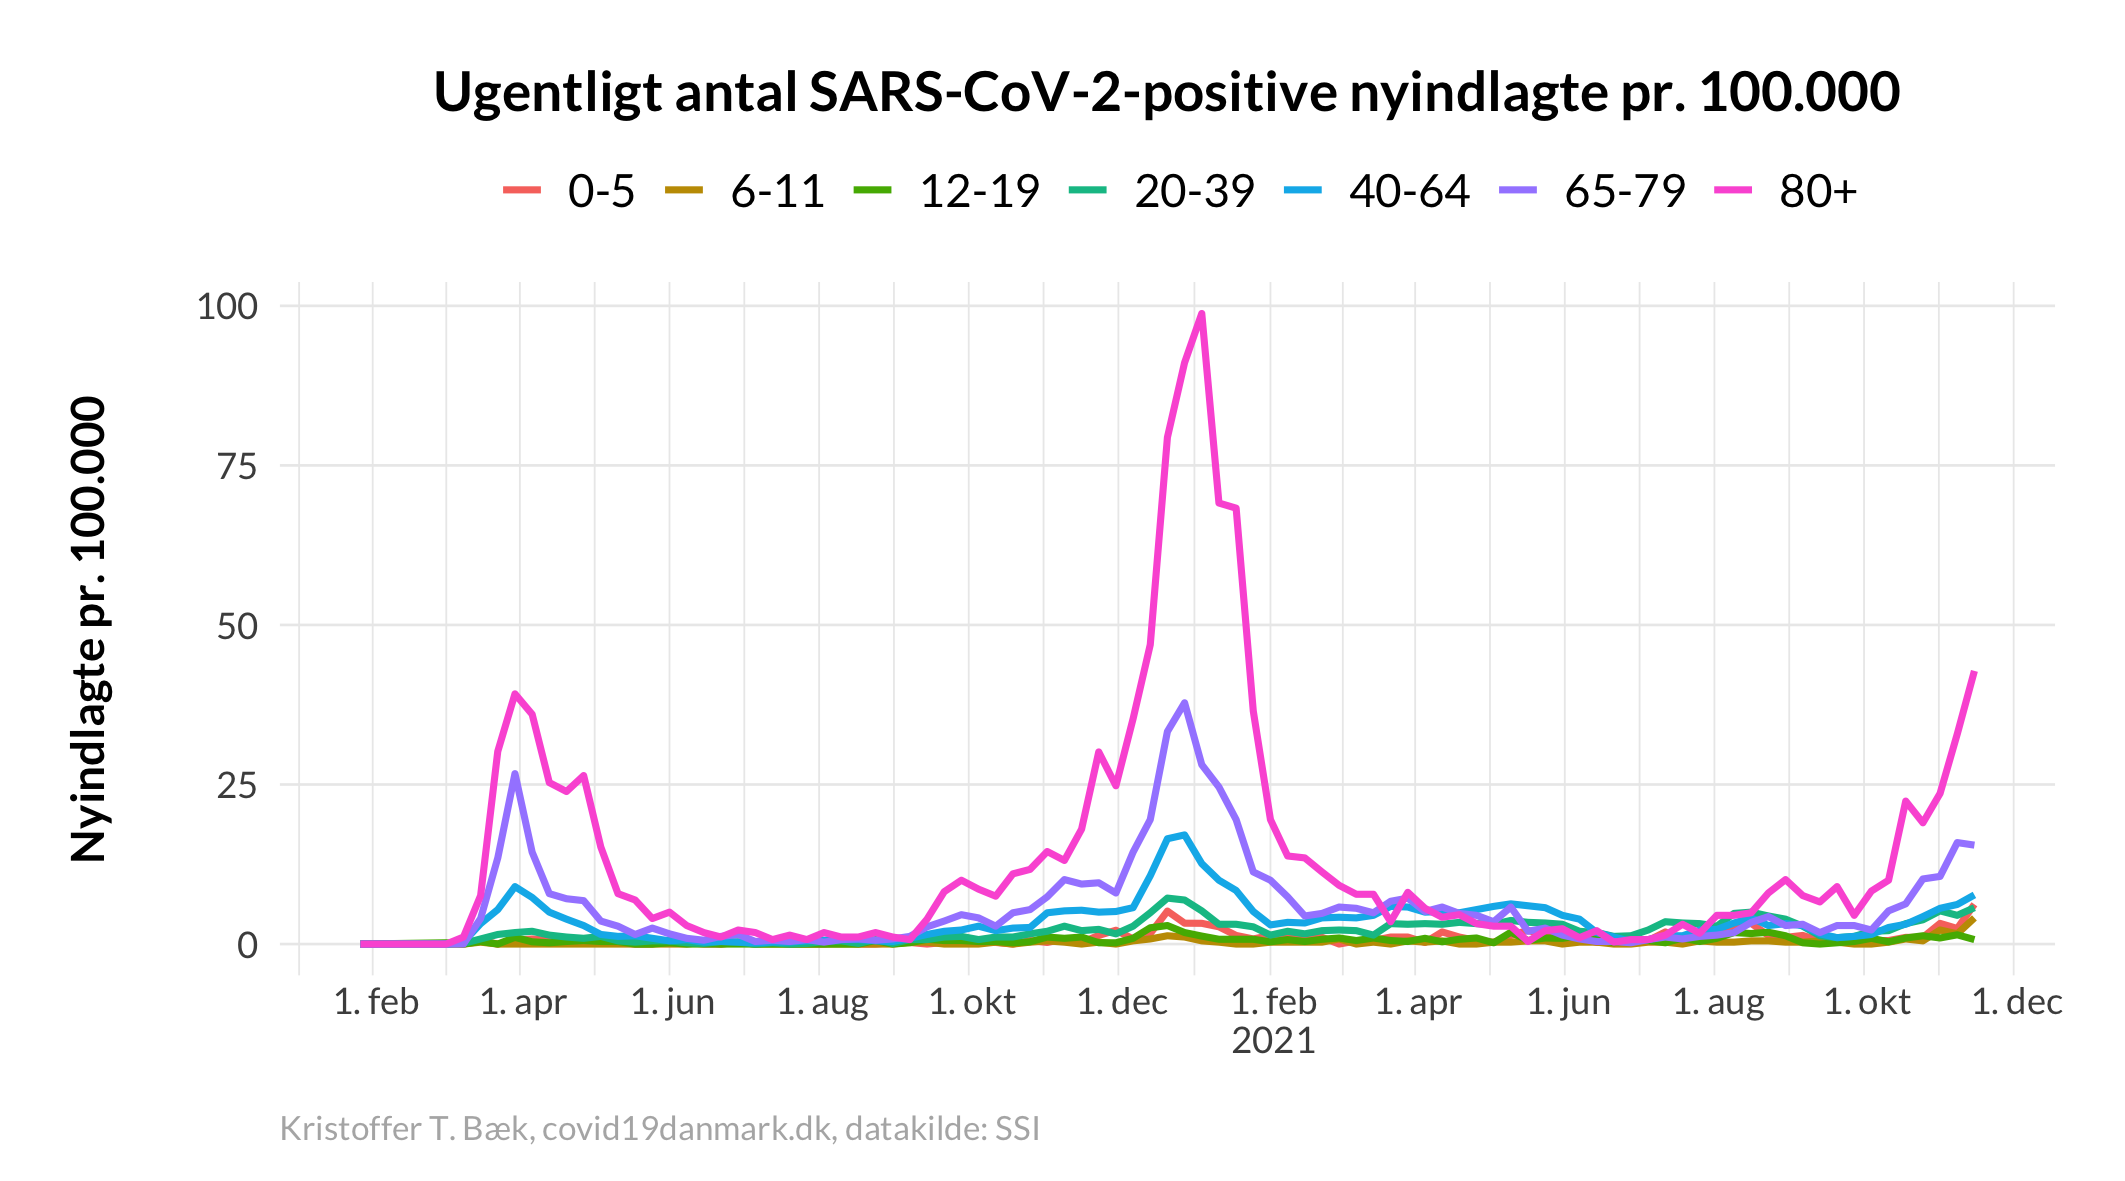 Ugentligt antal SARS-CoV-2-positive nyindlagte pr. 100.000
0-5 6-11 12-19 20-39 40-64 65-79 80+
Nyindlagte pr. 100.000
100
75
50
25
0
1. feb 1. apr 1. jun 1. aug 1. okt 1. dec 1. feb 1. apr 1. jun 1. aug 1. okt 1. dec
2021
Kristoffer T. Bæk, covid19danmark.dk, datakilde: SSI